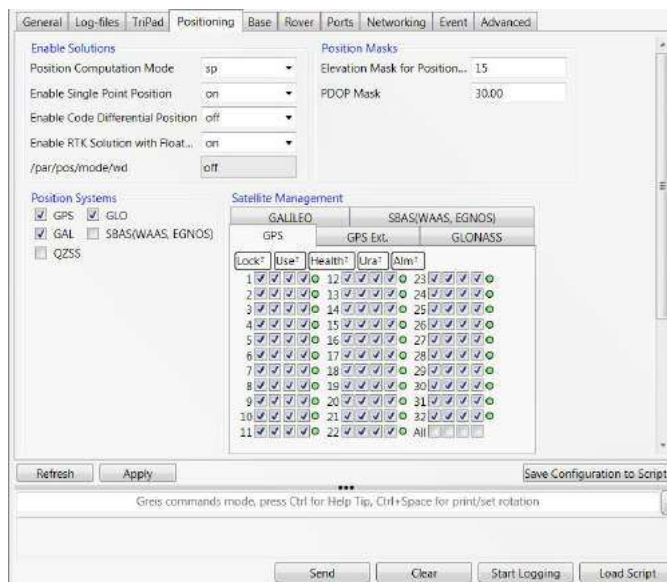 General Log-files TriPad Positioning Base Rover Ports Networking Event Advanced
Enable Solutions
Position Computation Mode sp
Enable Single Point Position on
Enable Code Differential Position off
Enable RTK Solution with Float... on
/par/pos/mode/wd off
Position Masks
Elevation Mask for Position... 15
PDOP Mask 30.00
Position Systems
GPS GLO
GAL SBAS(WAAS, EGNOS)
QZSS
Satellite Management
GALILEO SBAS(WAAS, EGNOS)
GPS GPS Ext. GLONASS
Lock? Use? Health? Ura? Alm?
1 12 23
2 13 24
3 14 25
4 15 26
5 16 27
6 17 28
7 18 29
8 19 30
9 20 31
10 21 32
11 22 All
Refresh Apply Save Configuration to Script
Greis commands mode, press Ctrl for Help Tip, Ctrl+Space for print/set rotation
Send Clear Start Logging Load Script